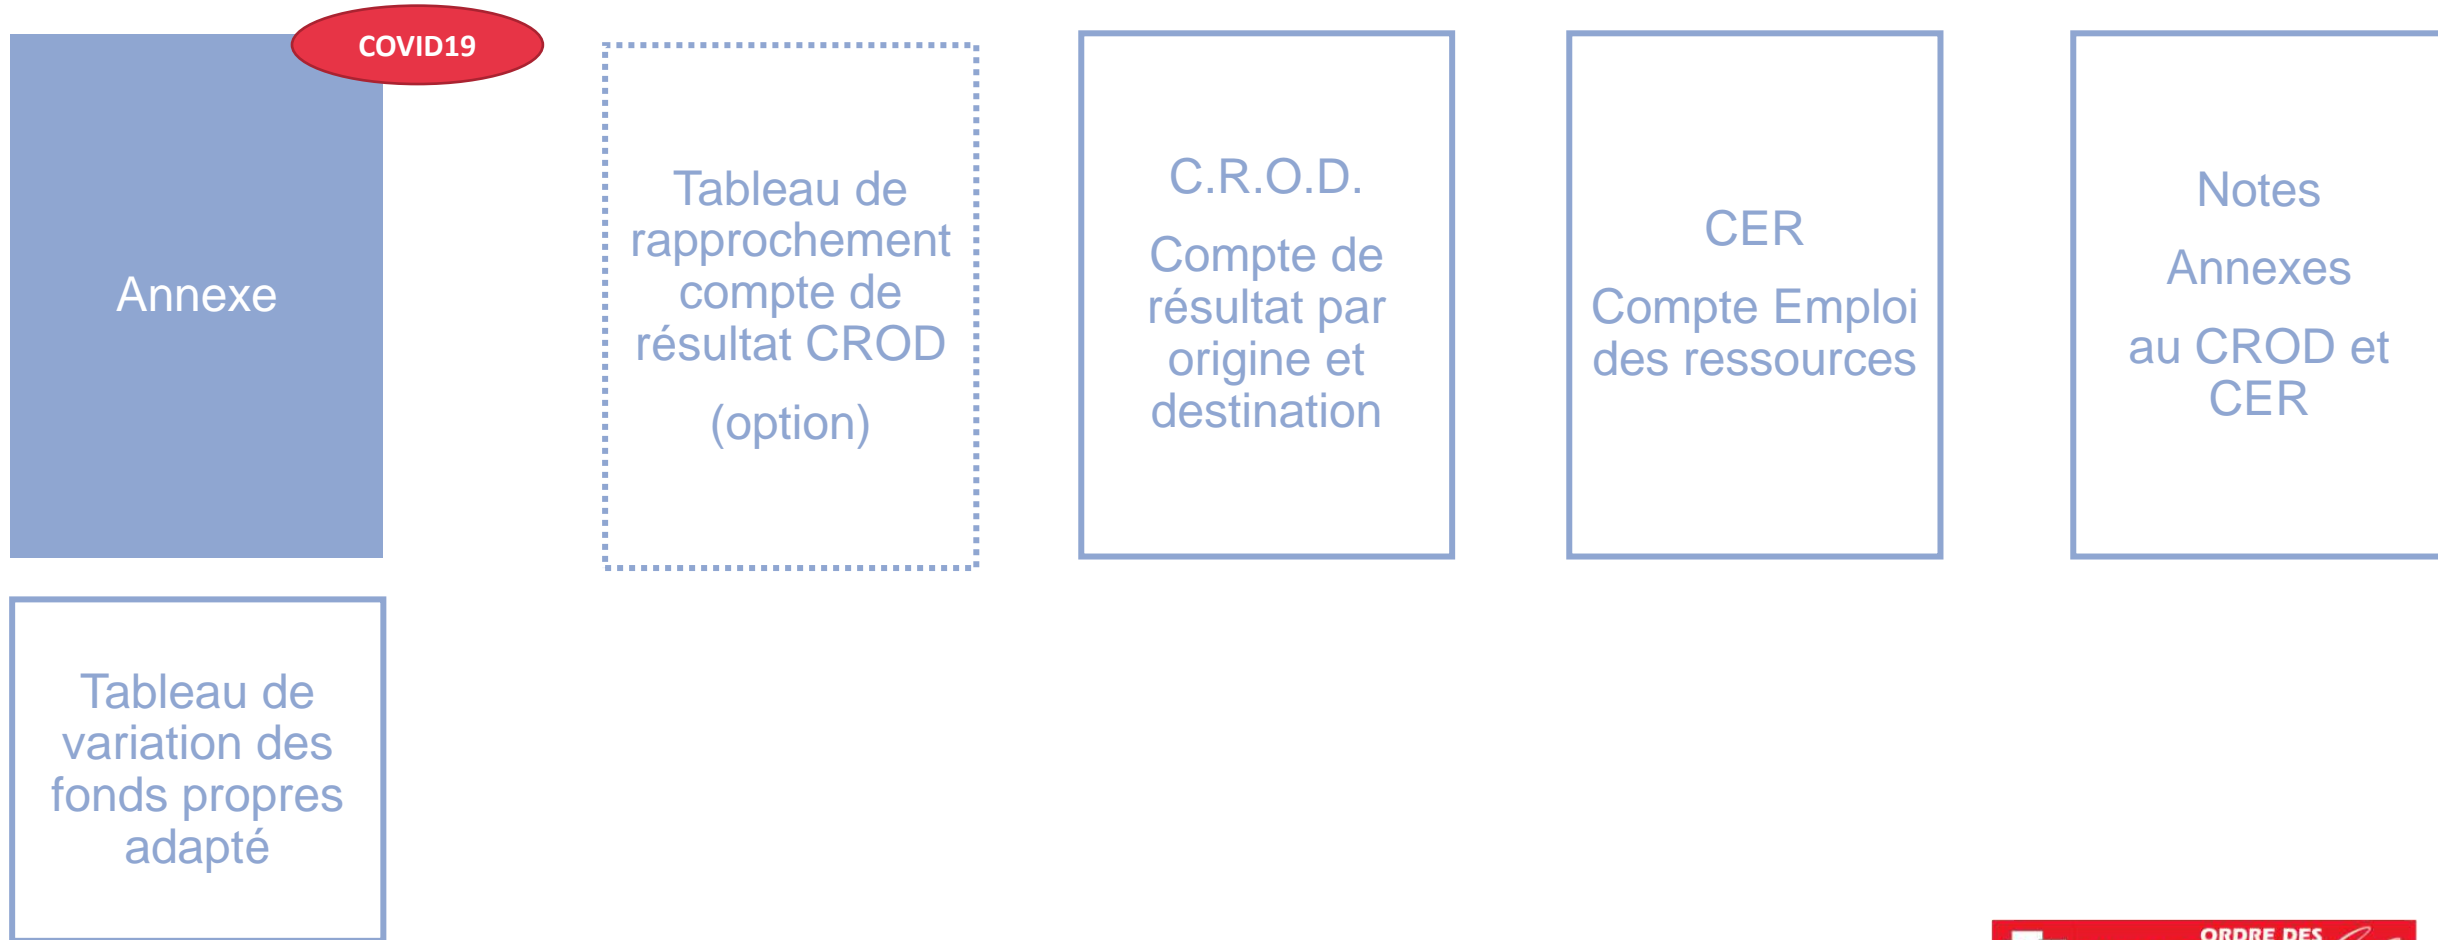 COVID19
Annexe
Tableau de
rapprochement
compte de
résultat CROD
(option)
C.R.O.D.
Compte de
résultat par
origine et
destination
CER
Compte Emploi
des ressources
Notes
Annexes
au CROD et
CER
Tableau de
variation des
fonds propres
adapté
ORDRE DES